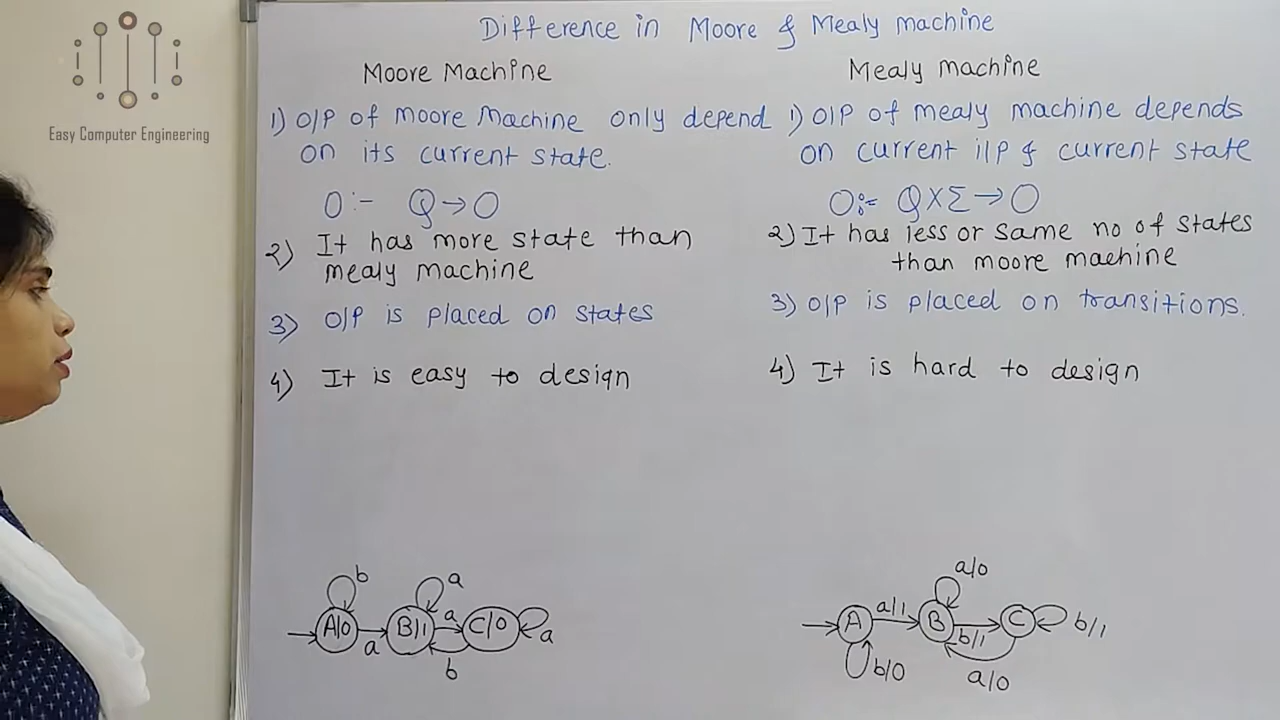 Easy Computer Engineering
Difference in Moore & Mealy machine
Moore Machine
1) O/P of moore Machine only depend
on its current state.
O:- Q→O
2) It has more state than
mealy machine
3) O/P is placed on states
4) It is easy to design
b
a
A/0
B/1
a
C/0
a
a
b
Mealy machine
1) O/P of mealy machine depends
on current i/p & current state
O:= Q×Σ→O
2) It has less or same no of states
than moore machine
3) O/P is placed on transitions.
4) It is hard to design
a/0
A
a/1
B
b/1
C
b/1
b/0
a/0